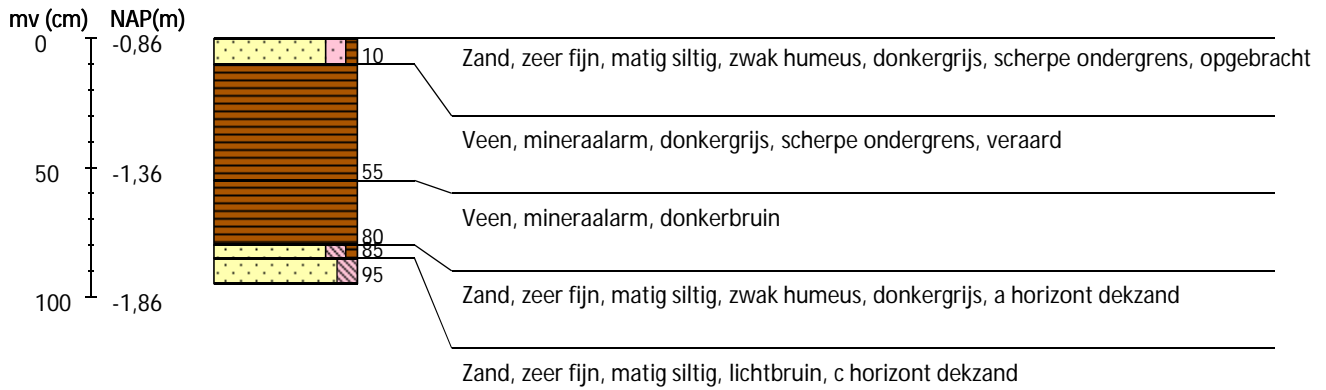 mv (cm) NAP(m)
0 -0,86
10 Zand, zeer fijn, matig siltig, zwak humeus, donkergrijs, scherpe ondergrens, opgebracht
Veen, mineraalarm, donkergrijs, scherpe ondergrens, veraard
50 -1,36 55
Veen, mineraalarm, donkerbruin
80
85
95
100 -1,86 Zand, zeer fijn, matig siltig, zwak humeus, donkergrijs, a horizont dekzand
Zand, zeer fijn, matig siltig, lichtbruin, c horizont dekzand